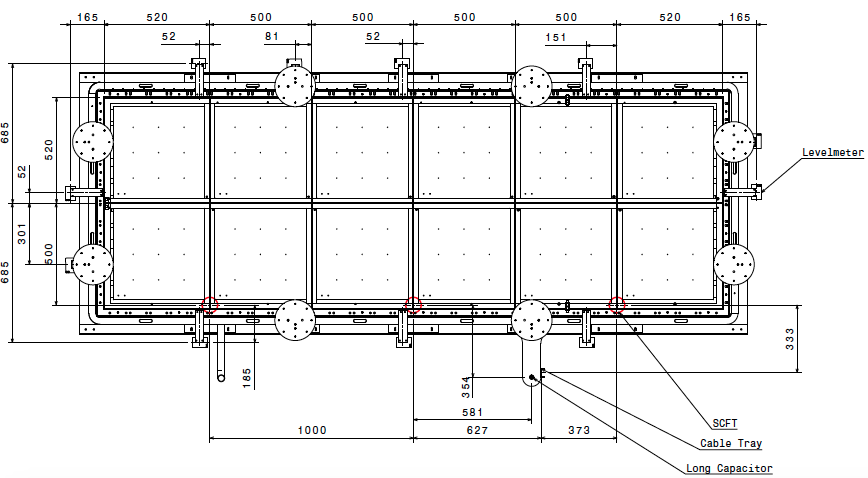 165 520 500 500 500 500 520 165
52 81 52 151
685
520
52
Levelmeter
301
500
685
185
354
333
581
1000 627 373
SCFT
Cable Tray
Long Capacitor